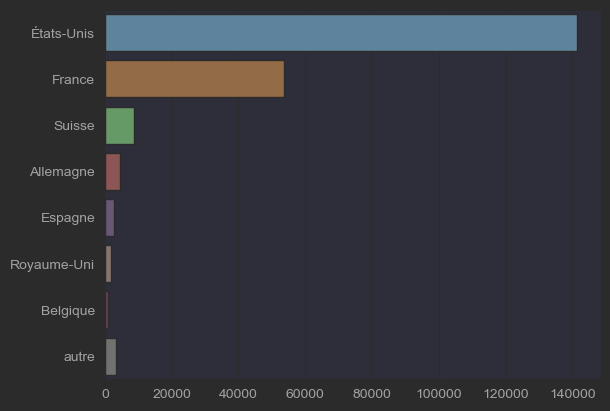 États-Unis
France
Suisse
Allemagne
Espagne
Royaume-Uni
Belgique
autre
0 20000 40000 60000 80000 100000 120000 140000